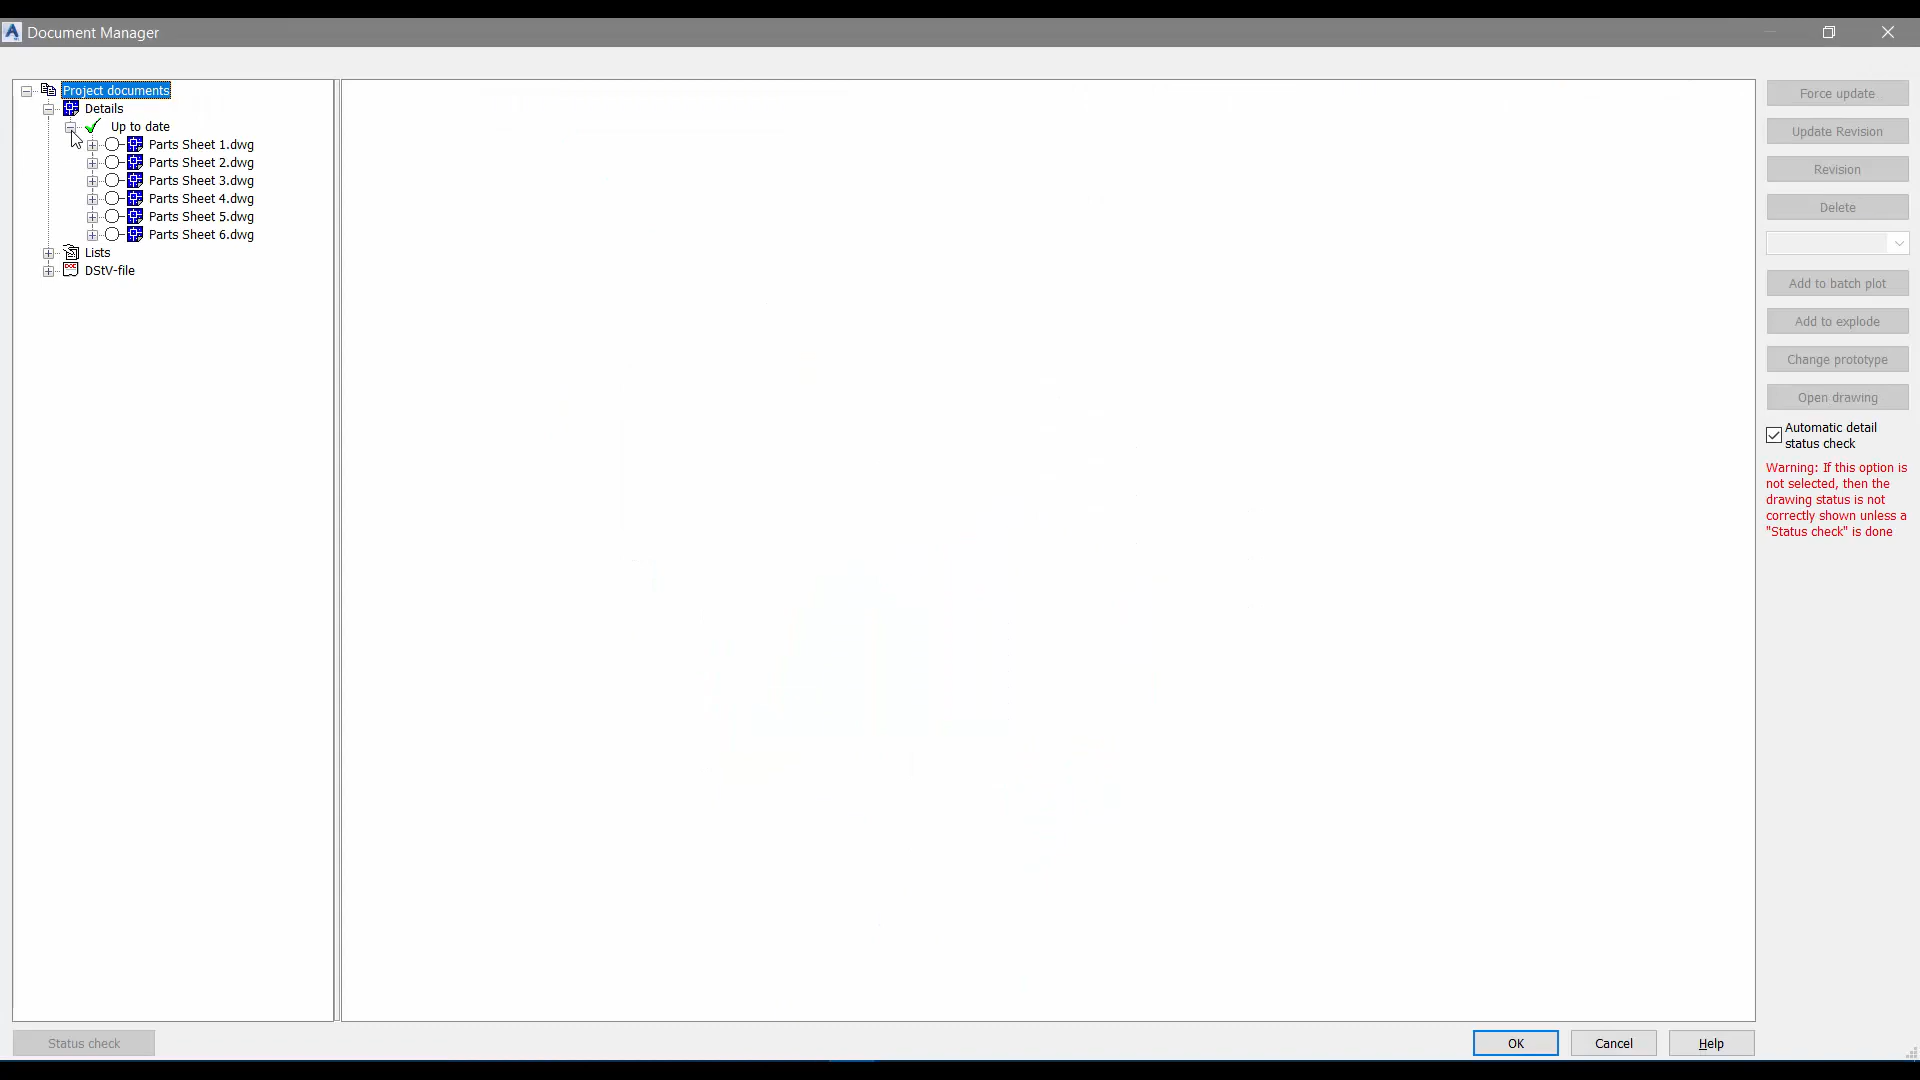 Document Manager
Project documents
Details
Up to date
Parts Sheet 1.dwg
Parts Sheet 2.dwg
Parts Sheet 3.dwg
Parts Sheet 4.dwg
Parts Sheet 5.dwg
Parts Sheet 6.dwg
Lists
DStV-file
Force update
Update Revision
Revision
Delete
Add to batch plot
Add to explode
Change prototype
Open drawing
Automatic detail
status check
Warning: If this option is
not selected, then the
drawing status is not
correctly shown unless a
"Status check" is done
Status check
OK
Cancel
Help